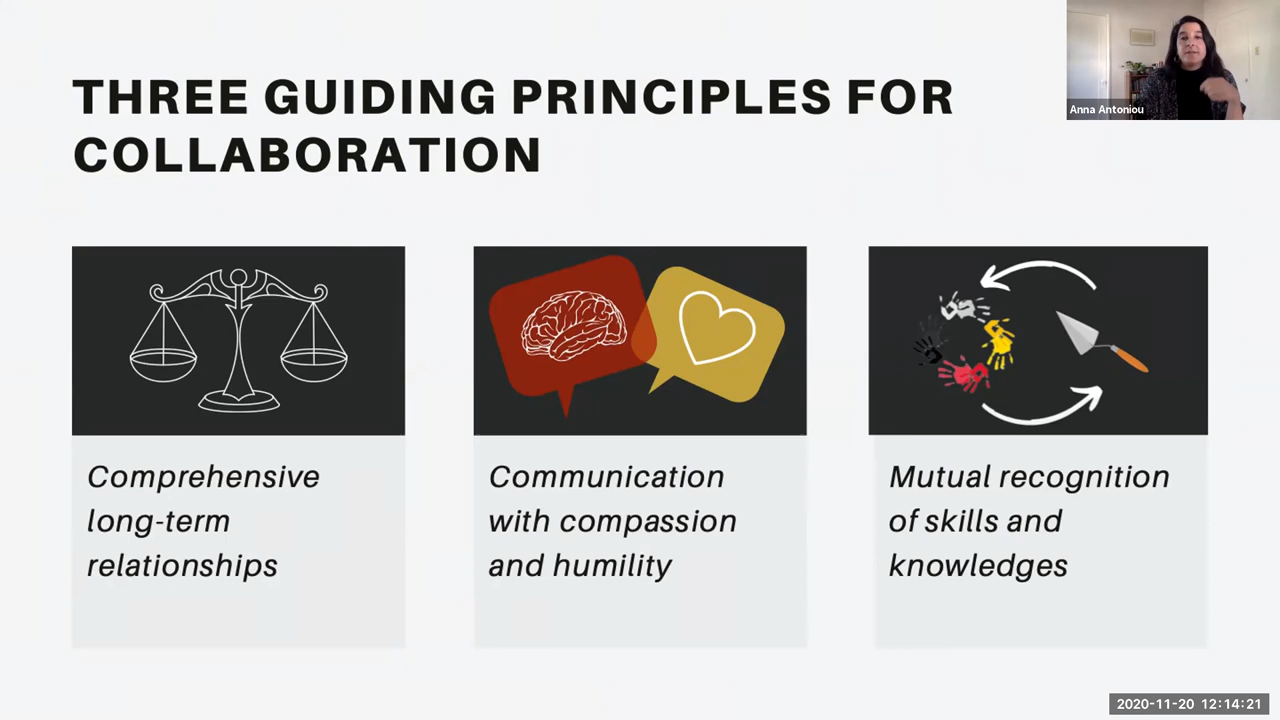 THREE GUIDING PRINCIPLES FOR
COLLABORATION
Anna Antoniou
Comprehensive
long-term
relationships
Communication
with compassion
and humility
Mutual recognition
of skills and
knowledges
2020-11-20 12:14:21